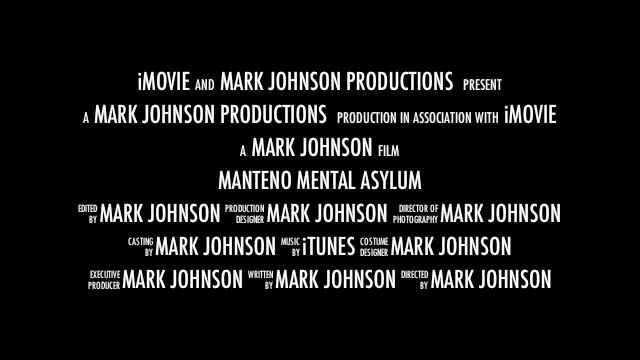 iMOVIE AND MARK JOHNSON PRODUCTIONS PRESENT
A MARK JOHNSON PRODUCTIONS PRODUCTION IN ASSOCIATION WITH iMOVIE
A MARK JOHNSON FILM
MANTENO MENTAL ASYLUM
EDITED BY MARK JOHNSON PRODUCTION DESIGNER MARK JOHNSON DIRECTOR OF PHOTOGRAPHY MARK JOHNSON
CASTING BY MARK JOHNSON MUSIC BY iTUNES COSTUME DESIGNER MARK JOHNSON
EXECUTIVE PRODUCER MARK JOHNSON WRITTEN BY MARK JOHNSON DIRECTED BY MARK JOHNSON